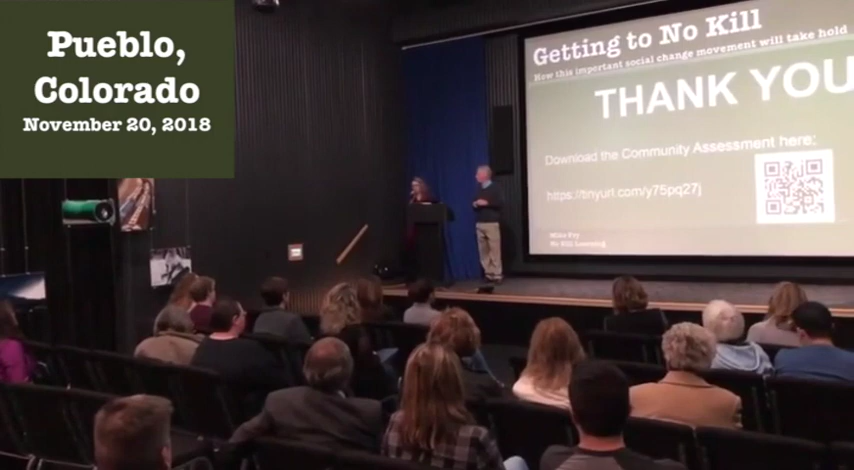 Pueblo,
Colorado
November 20, 2018
Getting to No Kill
How this important social change movement will take hold
THANK YOU
Download the Community Assessment here:
https://tinyurl.com/y75pq27j
Mike Fry
No Kill Learning